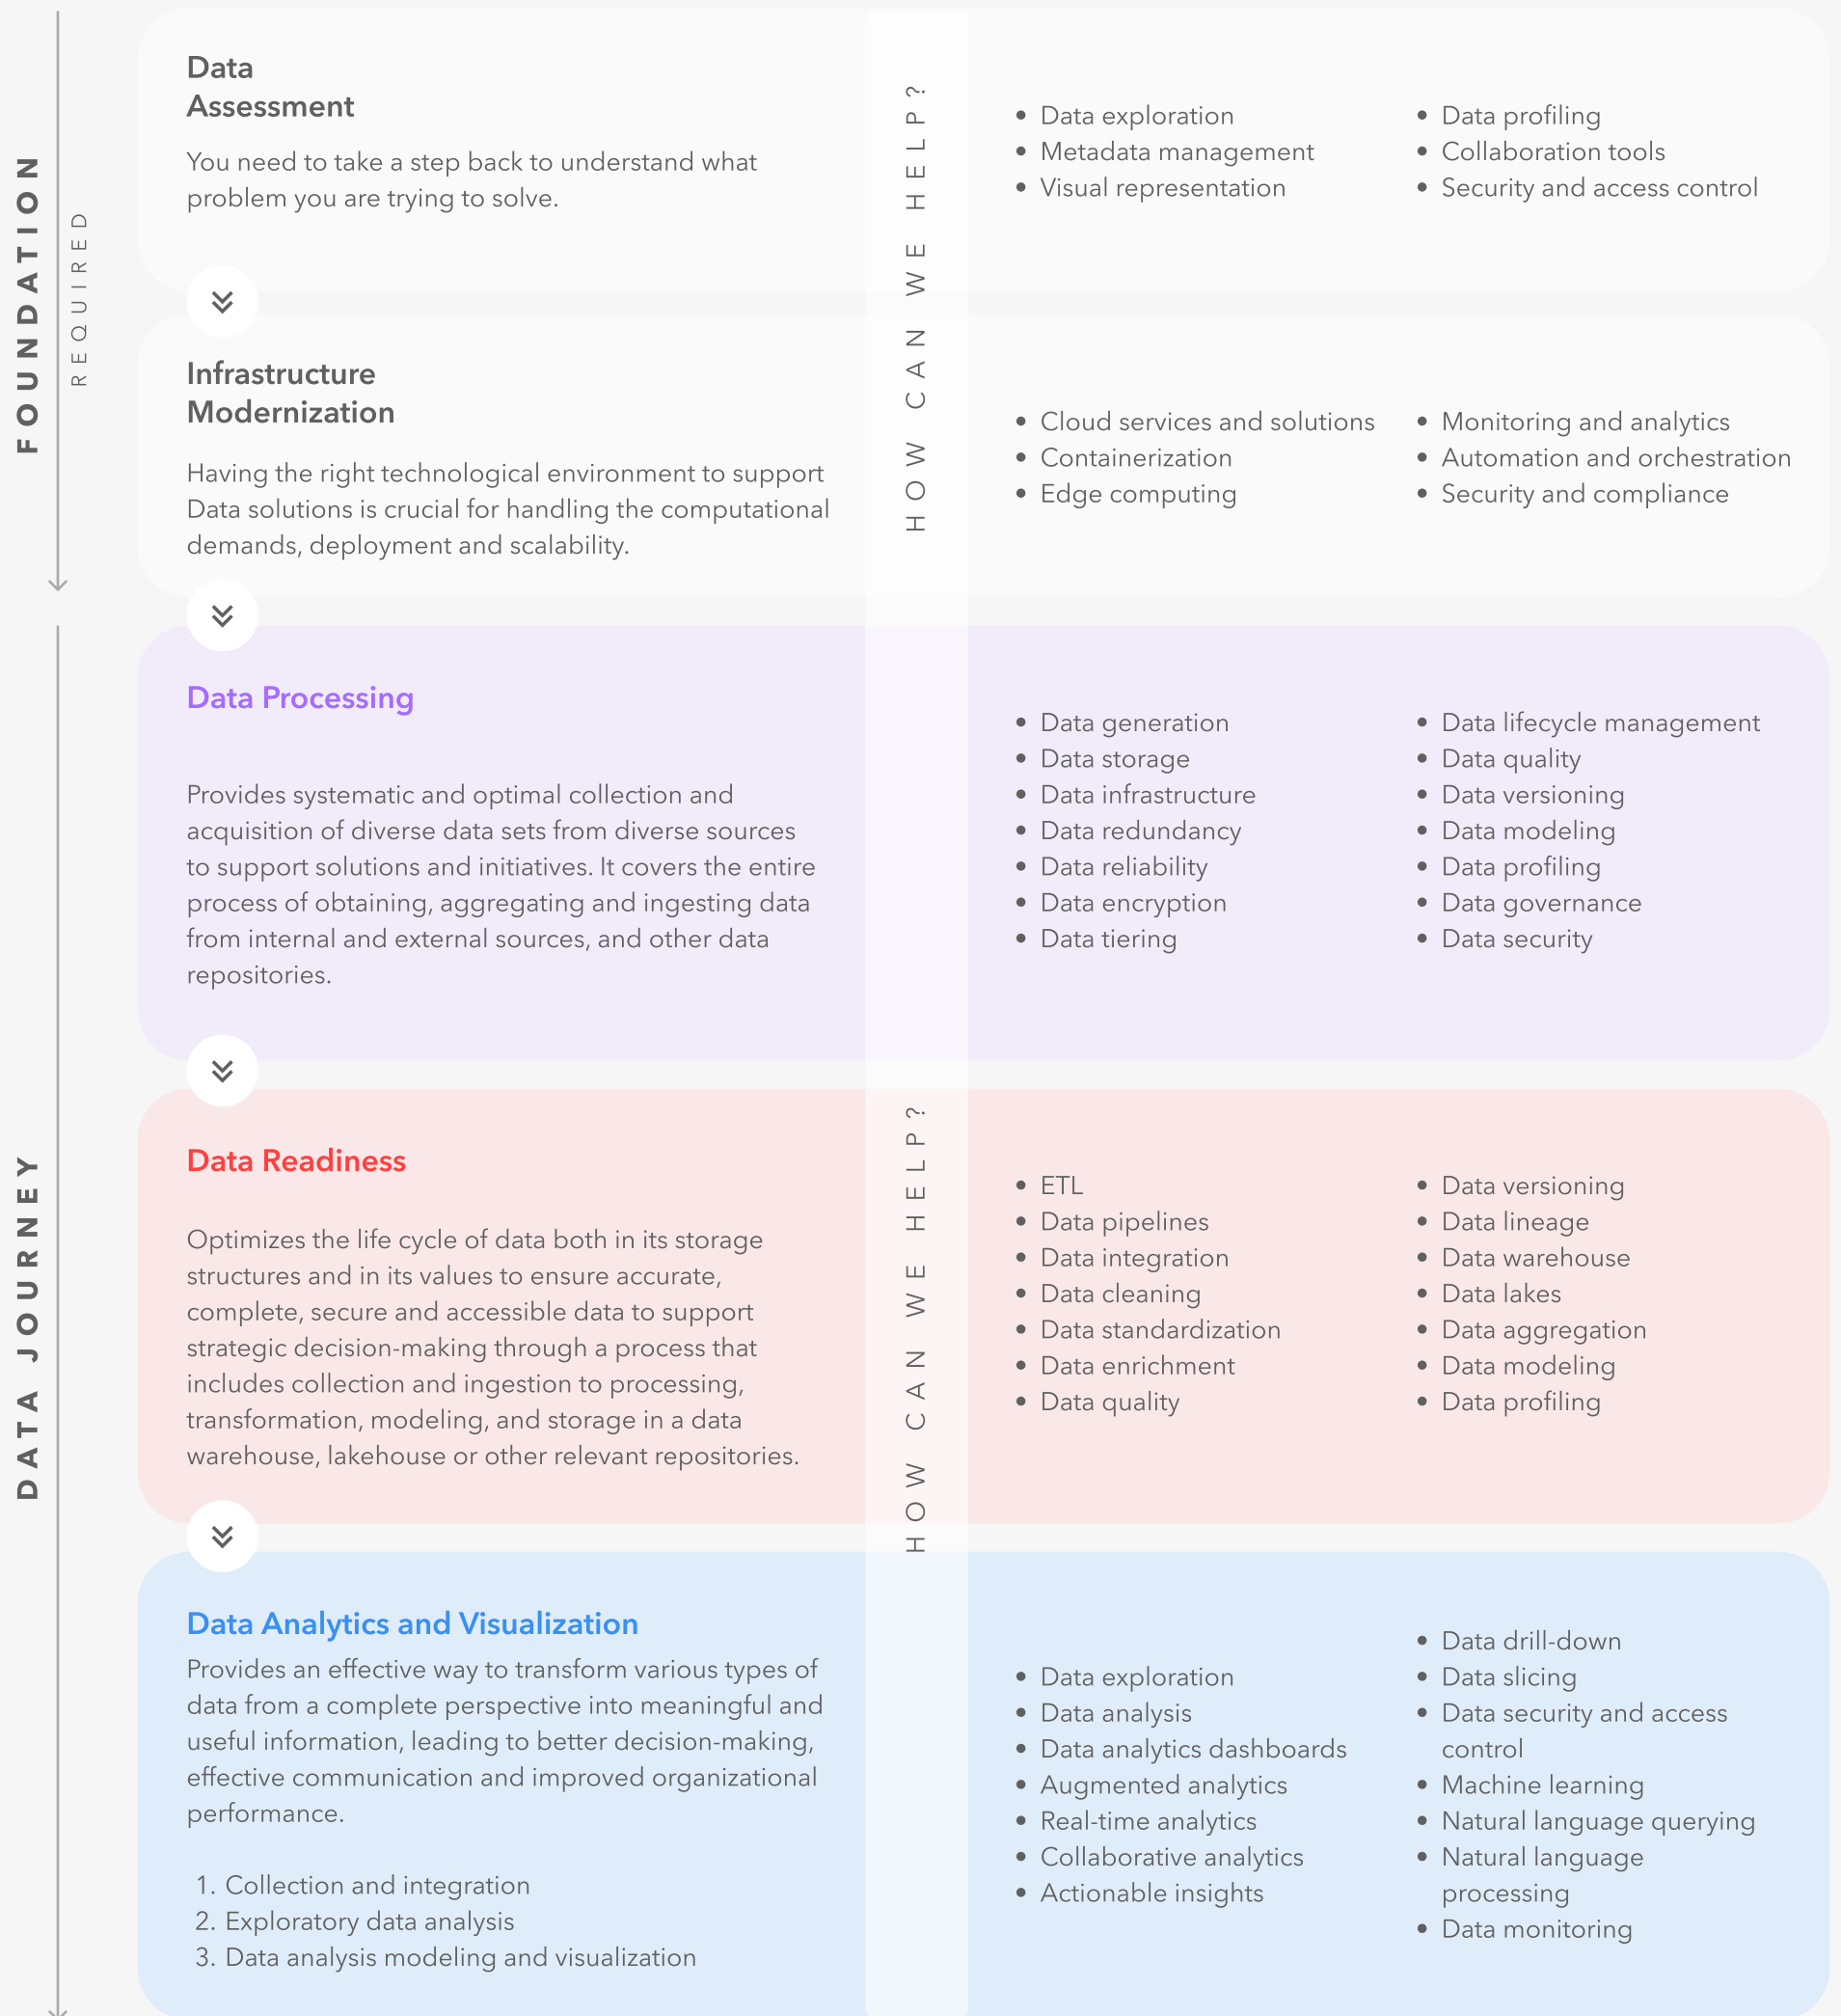 FOUNDATION
REQUIRED
Data
Assessment
You need to take a step back to understand what
problem you are trying to solve.
HOW CAN WE HELP?
• Data exploration
• Metadata management
• Visual representation
• Data profiling
• Collaboration tools
• Security and access control
Infrastructure
Modernization
Having the right technological environment to support
Data solutions is crucial for handling the computational
demands, deployment and scalability.
• Cloud services and solutions
• Containerization
• Edge computing
• Monitoring and analytics
• Automation and orchestration
• Security and compliance
DATA JOURNEY
Data Processing
Provides systematic and optimal collection and
acquisition of diverse data sets from diverse sources
to support solutions and initiatives. It covers the entire
process of obtaining, aggregating and ingesting data
from internal and external sources, and other data
repositories.
• Data generation
• Data storage
• Data infrastructure
• Data redundancy
• Data reliability
• Data encryption
• Data tiering
• Data lifecycle management
• Data quality
• Data versioning
• Data modeling
• Data profiling
• Data governance
• Data security
Data Readiness
Optimizes the life cycle of data both in its storage
structures and in its values to ensure accurate,
complete, secure and accessible data to support
strategic decision-making through a process that
includes collection and ingestion to processing,
transformation, modeling, and storage in a data
warehouse, lakehouse or other relevant repositories.
HOW CAN WE HELP?
• ETL
• Data pipelines
• Data integration
• Data cleaning
• Data standardization
• Data enrichment
• Data quality
• Data versioning
• Data lineage
• Data warehouse
• Data lakes
• Data aggregation
• Data modeling
• Data profiling
Data Analytics and Visualization
Provides an effective way to transform various types of
data from a complete perspective into meaningful and
useful information, leading to better decision-making,
effective communication and improved organizational
performance.
1. Collection and integration
2. Exploratory data analysis
3. Data analysis modeling and visualization
• Data exploration
• Data analysis
• Data analytics dashboards
• Augmented analytics
• Real-time analytics
• Collaborative analytics
• Actionable insights
• Data drill-down
• Data slicing
• Data security and access
control
• Machine learning
• Natural language querying
• Natural language
processing
• Data monitoring